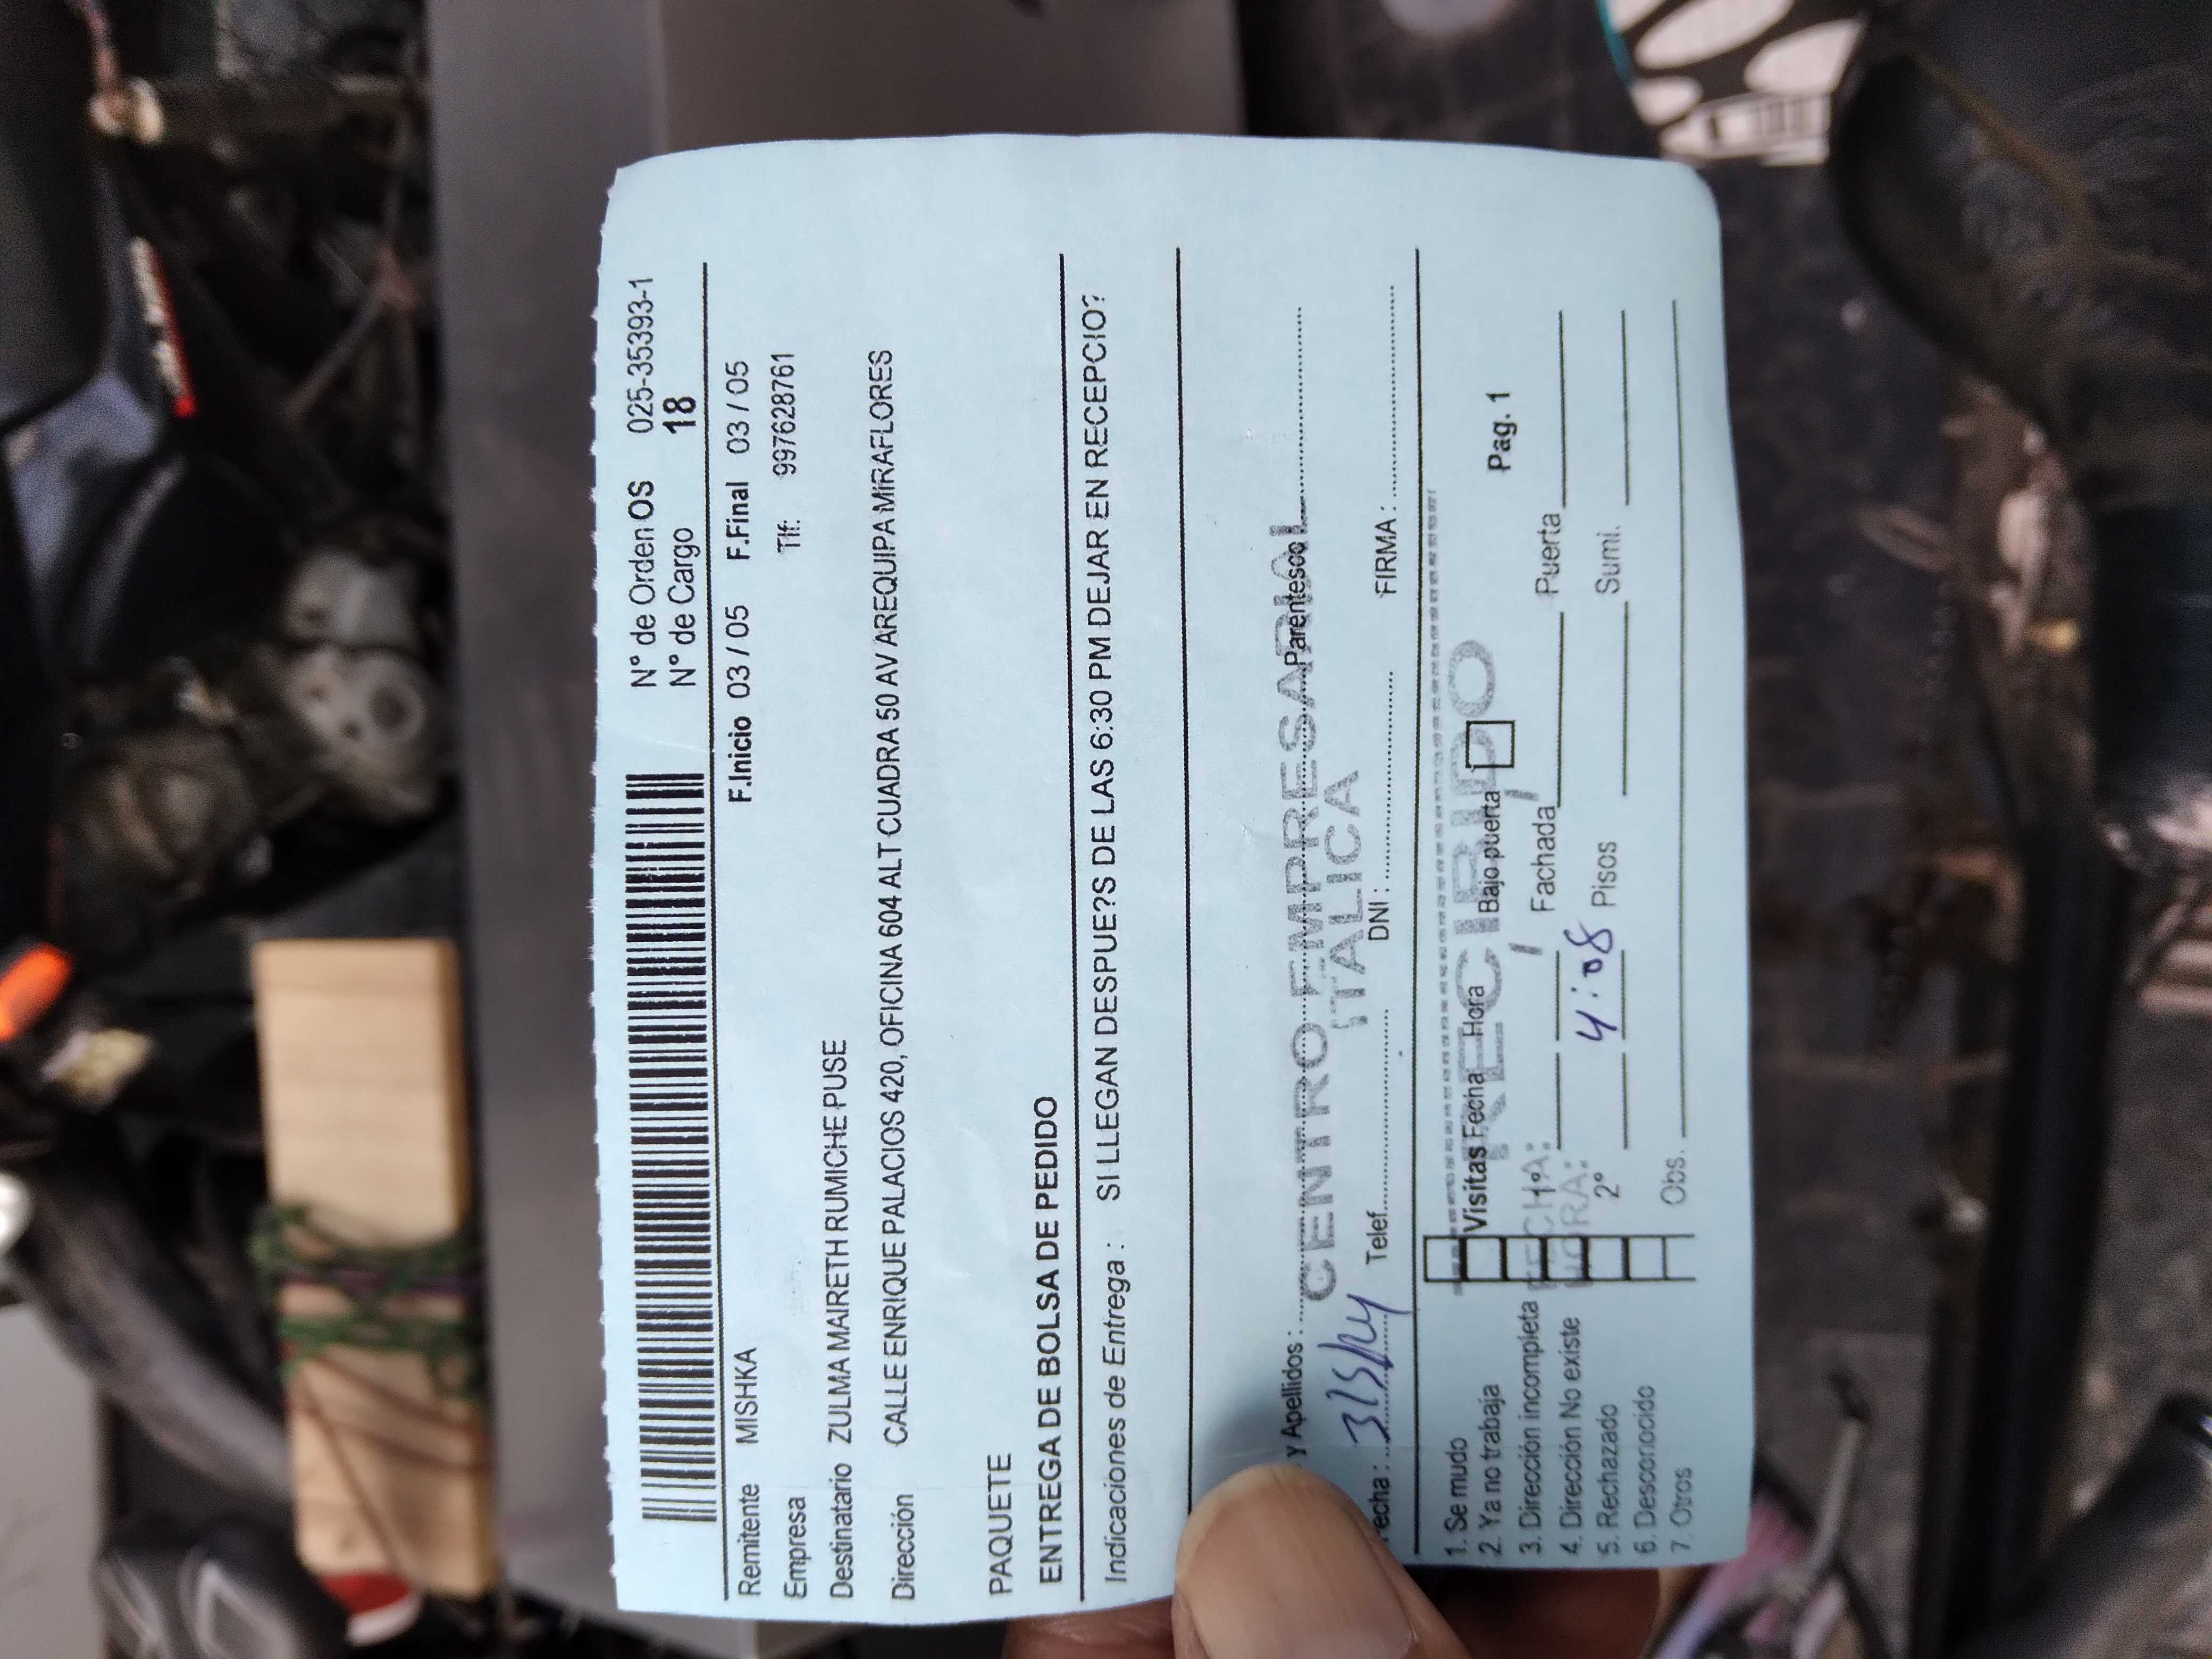 N° de Orden OS 025-35393-1
N° de Cargo 18
F.Inicio 03 / 05 F.Final 03 / 05
Remitente MISHKA
Empresa Tlf: 997628761
Destinatario ZULMA MAIRETH RUMICHE PUSE
Dirección CALLE ENRIQUE PALACIOS 420, OFICINA 604 ALT CUADRA 50 AV AREQUIPA MIRAFLORES
PAQUETE
ENTREGA DE BOLSA DE PEDIDO
Indicaciones de Entrega : SI LLEGAN DESPUE?S DE LAS 6:30 PM DEJAR EN RECEPCIO?
y Apellidos : Parentesco
CENTRO EMPRESARIAL
ITALICA
echa : 3/5/24 Telef. DNI : FIRMA :
RECIBIDO
FECHA: / /
HORA: 4:08
1. Se mudo
2. Ya no trabaja
3. Dirección incompleta
4. Dirección No existe
5. Rechazado
6. Desconocido
7. Otros
Visitas Fecha Hora Bajo puerta Pag. 1
1° Fachada Puerta
2° Pisos Sumi.
Obs.